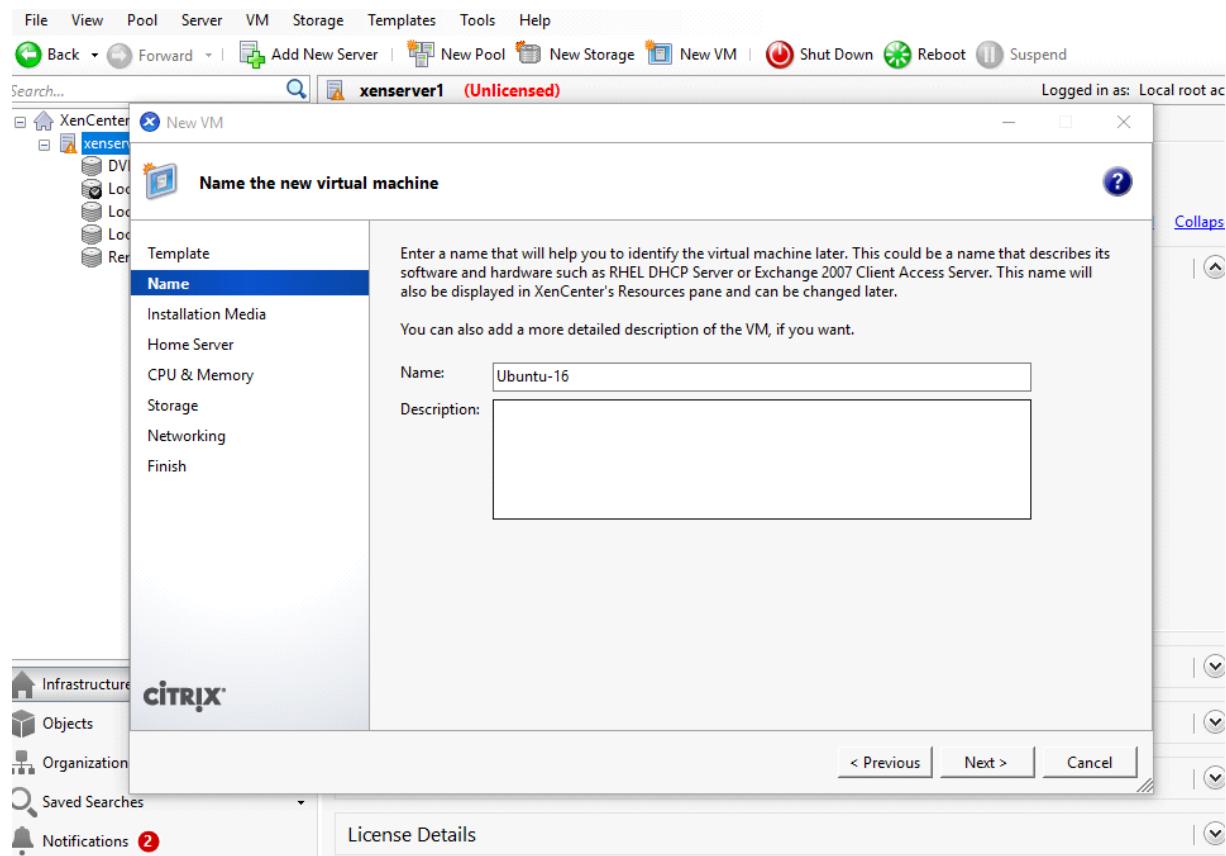 File View Pool Server VM Storage Templates Tools Help
Back Forward Add New Server New Pool New Storage New VM Shut Down Reboot Suspend
Search...
xenserver1 (Unlicensed)
Logged in as: Local root ac
XenCenter
xenser
DV
Loc
Loc
Loc
Rer
Collaps
New VM
Name the new virtual machine
?
Template
Name
Installation Media
Home Server
CPU & Memory
Storage
Networking
Finish
CITRIX
Enter a name that will help you to identify the virtual machine later. This could be a name that describes its
software and hardware such as RHEL DHCP Server or Exchange 2007 Client Access Server. This name will
also be displayed in XenCenter's Resources pane and can be changed later.
You can also add a more detailed description of the VM, if you want.
Name: Ubuntu-16
Description:
< Previous Next > Cancel
Infrastructure
Objects
Organization
Saved Searches
Notifications 2
License Details